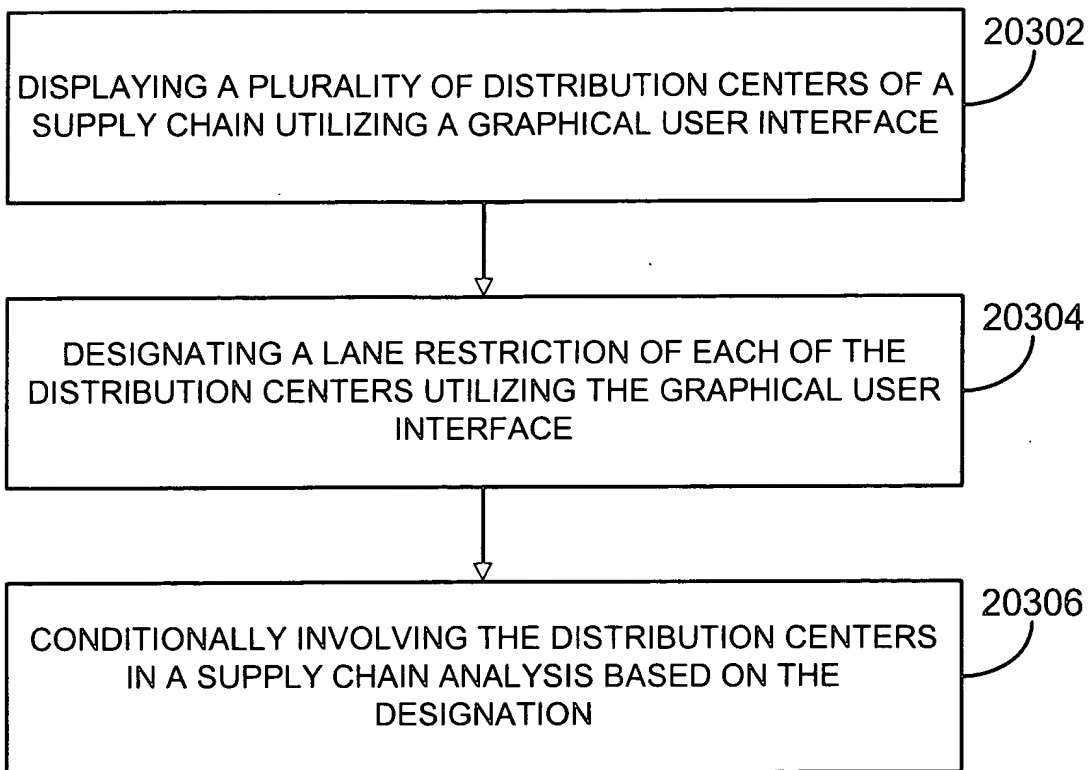 20302
DISPLAYING A PLURALITY OF DISTRIBUTION CENTERS OF A
SUPPLY CHAIN UTILIZING A GRAPHICAL USER INTERFACE
20304
DESIGNATING A LANE RESTRICTION OF EACH OF THE
DISTRIBUTION CENTERS UTILIZING THE GRAPHICAL USER
INTERFACE
20306
CONDITIONALLY INVOLVING THE DISTRIBUTION CENTERS
IN A SUPPLY CHAIN ANALYSIS BASED ON THE
DESIGNATION